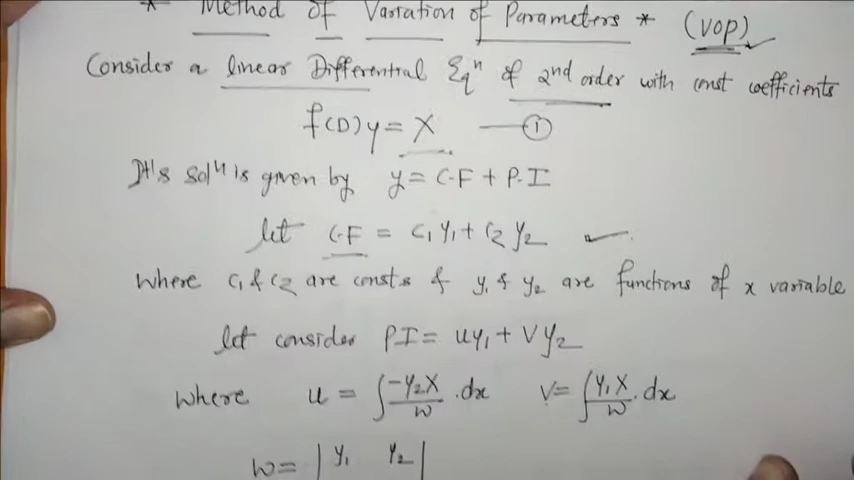 * Method of Variation of Parameters * (VOP)
Consider a linear Differential Eqⁿ of 2nd order with const coefficients
f(D)y = X — ①
It's solⁿ is given by y = C.F + P.I
let C.F = C₁y₁ + C₂y₂
where C₁ & C₂ are consts & y₁ & y₂ are functions of x variable
let consider PI = uy₁ + Vy₂
where u = ∫ -y₂X/w . dx V = ∫ y₁X/w . dx
w = | y₁ y₂ |